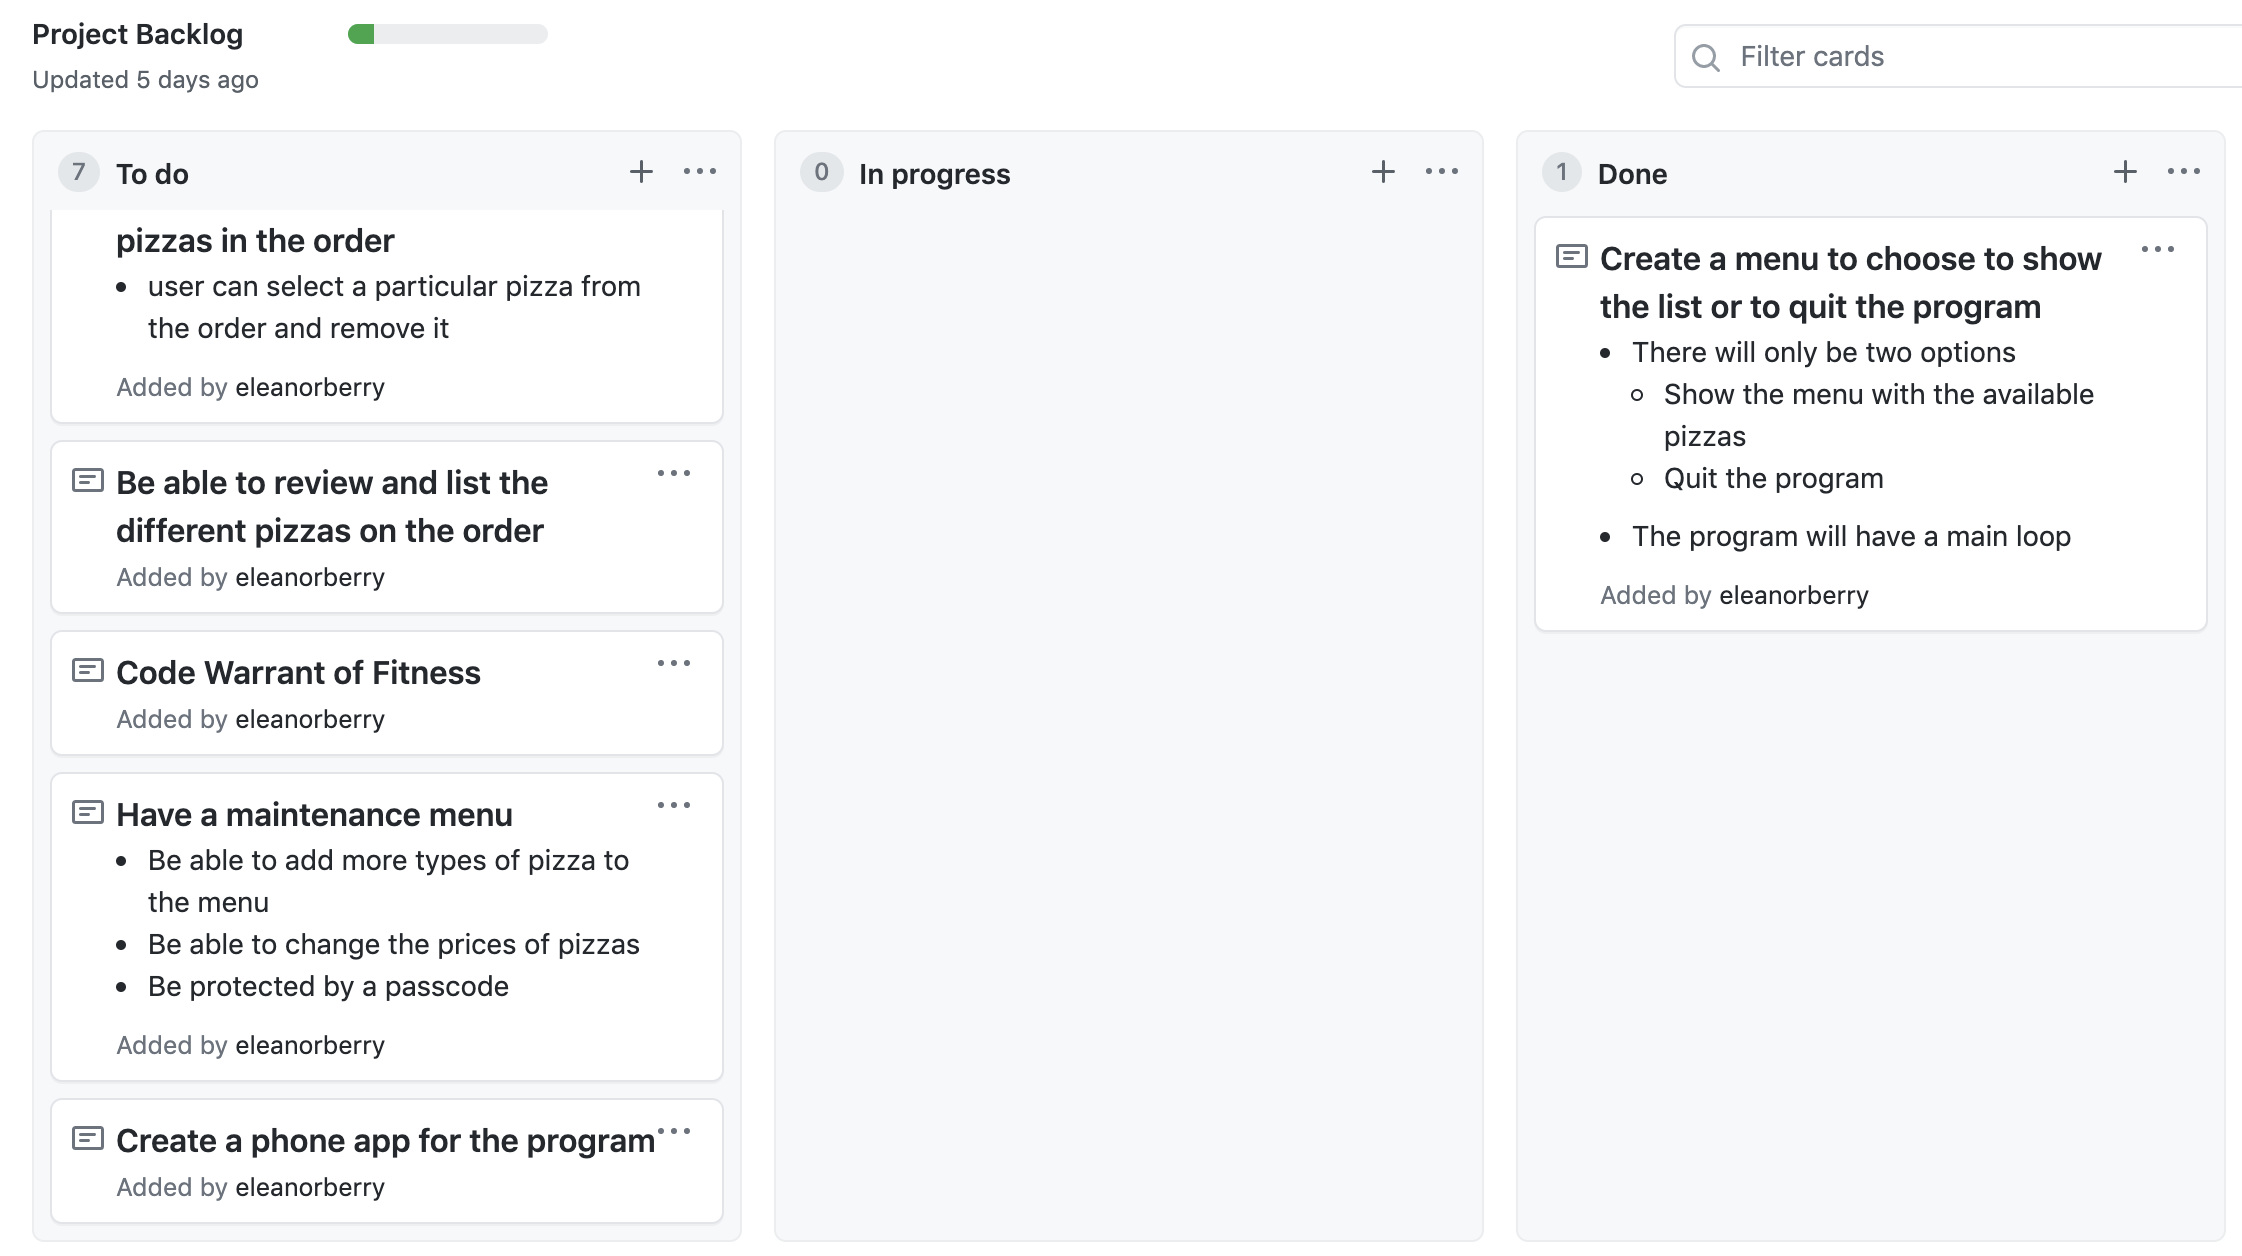 Project Backlog
Updated 5 days ago
Filter cards
7 To do
pizzas in the order
user can select a particular pizza from
the order and remove it
Added by eleanorberry
Be able to review and list the
different pizzas on the order
Added by eleanorberry
Code Warrant of Fitness
Added by eleanorberry
Have a maintenance menu
Be able to add more types of pizza to
the menu
Be able to change the prices of pizzas
Be protected by a passcode
Added by eleanorberry
Create a phone app for the program
Added by eleanorberry
0 In progress
1 Done
Create a menu to choose to show
the list or to quit the program
There will only be two options
Show the menu with the available
pizzas
Quit the program
The program will have a main loop
Added by eleanorberry